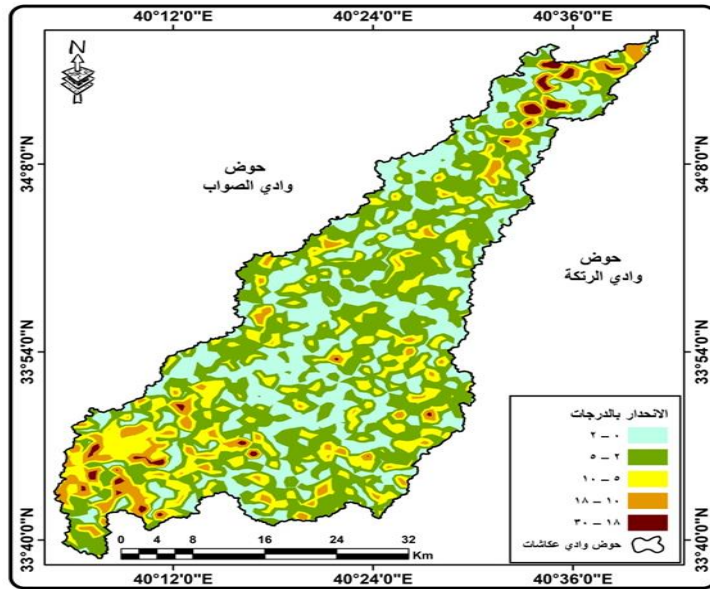 40°12'0"E 40°24'0"E 40°36'0"E
N
34°8'0"N 34°8'0"N
حوض
وادي الصواب
حوض
وادي الرتكة
33°54'0"N 33°54'0"N
الانحدار بالدرجات
٠ – ٢
٢ – ٥
٥ – ١٠
١٠ – ١٨
١٨ – ٣٠
حوض وادي عكاشات
33°40'0"N 33°40'0"N
0 4 8 16 24 32
Km
40°12'0"E 40°24'0"E 40°36'0"E